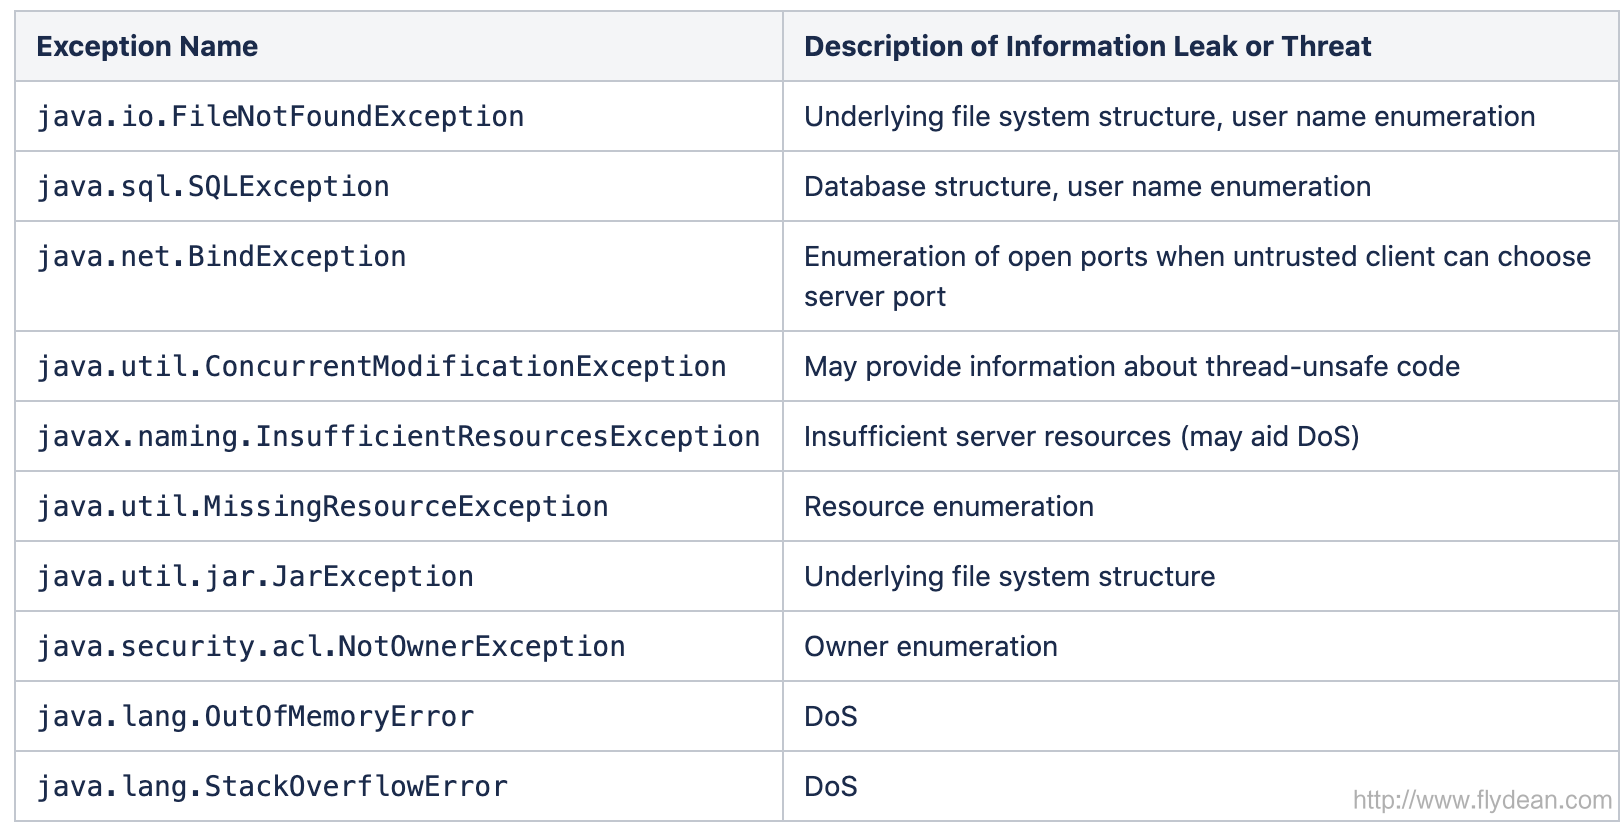 Exception Name
Description of Information Leak or Threat
java.io.FileNotFoundException
Underlying file system structure, user name enumeration
java.sql.SQLException
Database structure, user name enumeration
java.net.BindException
Enumeration of open ports when untrusted client can choose
server port
java.util.ConcurrentModificationException
May provide information about thread-unsafe code
javax.naming.InsufficientResourcesException
Insufficient server resources (may aid DoS)
java.util.MissingResourceException
Resource enumeration
java.util.jar.JarException
Underlying file system structure
java.security.acl.NotOwnerException
Owner enumeration
java.lang.OutOfMemoryError
DoS
java.lang.StackOverflowError
DoS
http://www.flydean.com